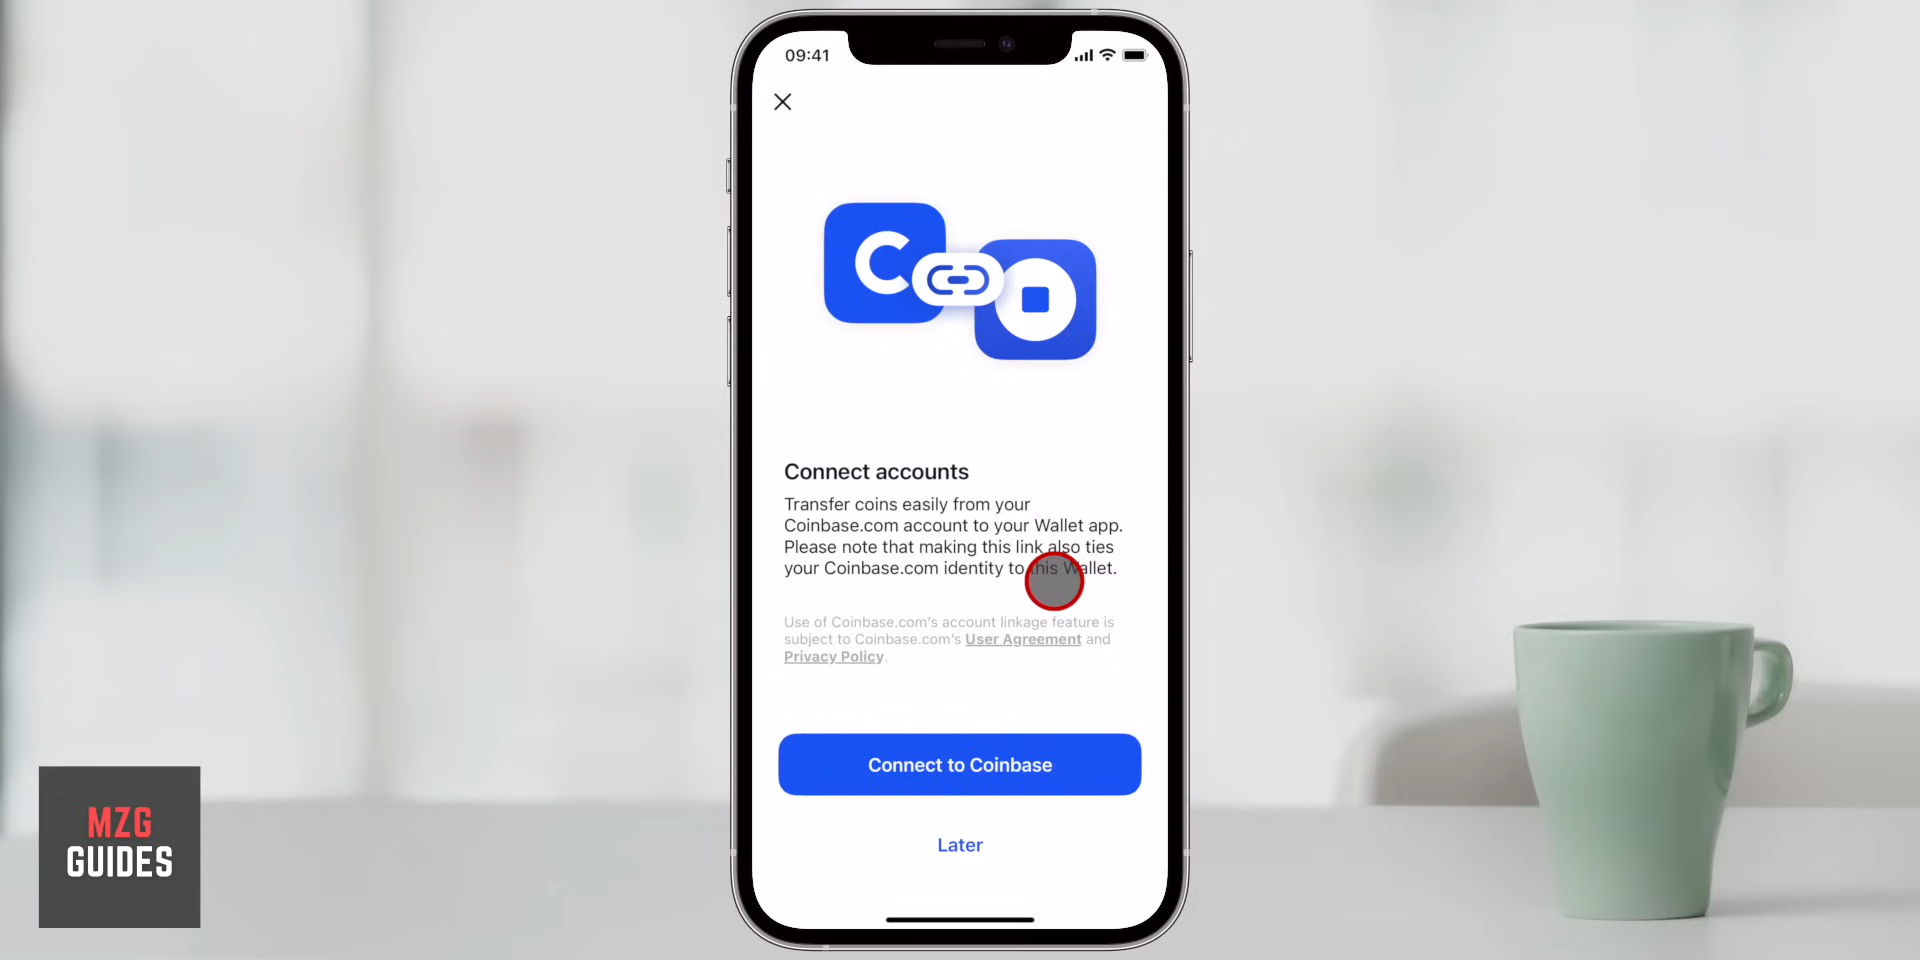 09:41
Connect accounts
Transfer coins easily from your
Coinbase.com account to your Wallet app.
Please note that making this link also ties
your Coinbase.com identity to this Wallet.
Use of Coinbase.com's account linkage feature is
subject to Coinbase.com's User Agreement and
Privacy Policy.
Connect to Coinbase
Later
MZG
GUIDES